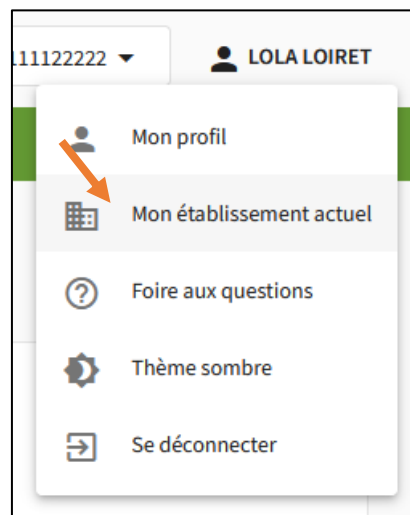 111122222
LOLA LOIRET
Mon profil
Mon établissement actuel
Foire aux questions
Thème sombre
Se déconnecter